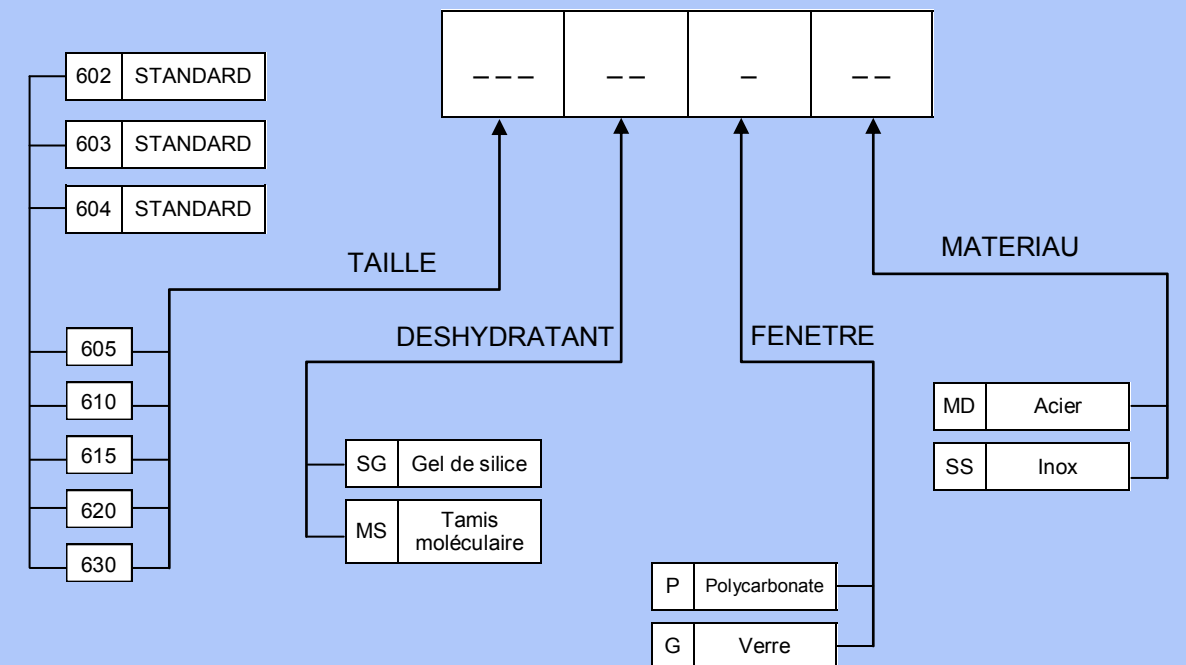 _ _ _ _ _ _ _ _
602 STANDARD
603 STANDARD
604 STANDARD
TAILLE
MATERIAU
DESHYDRATANT
FENETRE
605
610
615
620
630
MD Acier
SS Inox
SG Gel de silice
MS Tamis
moléculaire
P Polycarbonate
G Verre